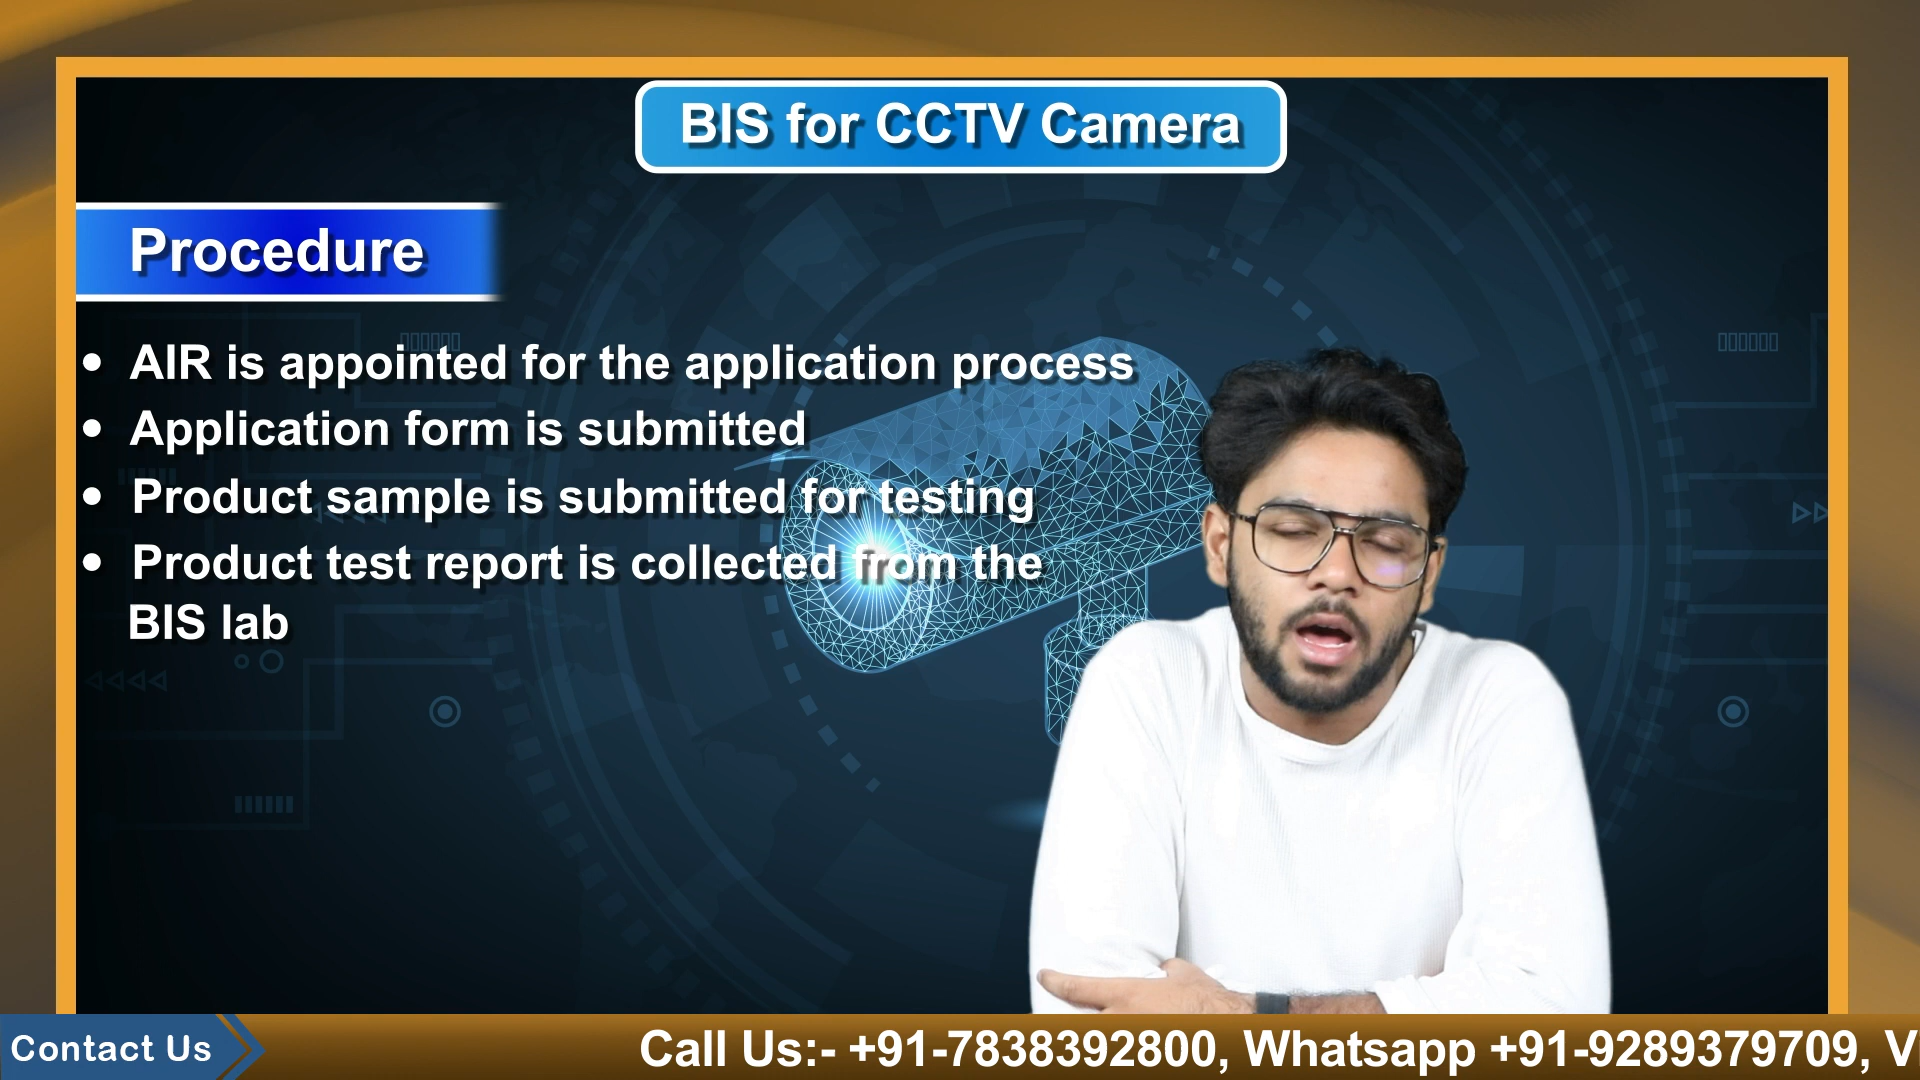 BIS for CCTV Camera
Procedure
• AIR is appointed for the application process
• Application form is submitted
• Product sample is submitted for testing
• Product test report is collected from the
BIS lab
Contact Us
Call Us:- +91-7838392800, Whatsapp +91-9289379709, V